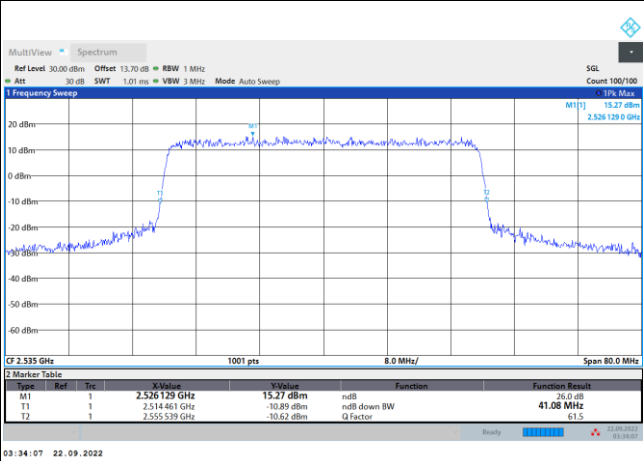 MultiView Spectrum
Ref Level 30.00 dBm Offset 13.70 dB RBW 1 MHz SGL
Att 30 dB SWT 1.01 ms VBW 3 MHz Mode Auto Sweep Count 100/100
1 Frequency Sweep 1Pk Max
M1[1] 15.27 dBm
2.526 129 0 GHz
M1
20 dBm
10 dBm
0 dBm
T1 T2
-10 dBm
-20 dBm
-30 dBm
-40 dBm
-50 dBm
-60 dBm
CF 2.535 GHz 1001 pts 8.0 MHz/ Span 80.0 MHz
2 Marker Table
Type Ref Trc X-Value Y-Value Function Function Result
M1 1 2.526 129 GHz 15.27 dBm ndB 26.0 dB
T1 1 2.514 461 GHz -10.89 dBm ndB down BW 41.08 MHz
T2 1 2.555 539 GHz -10.62 dBm Q Factor 61.5
Ready 22.09.2022
03:34:07
03:34:07 22.09.2022